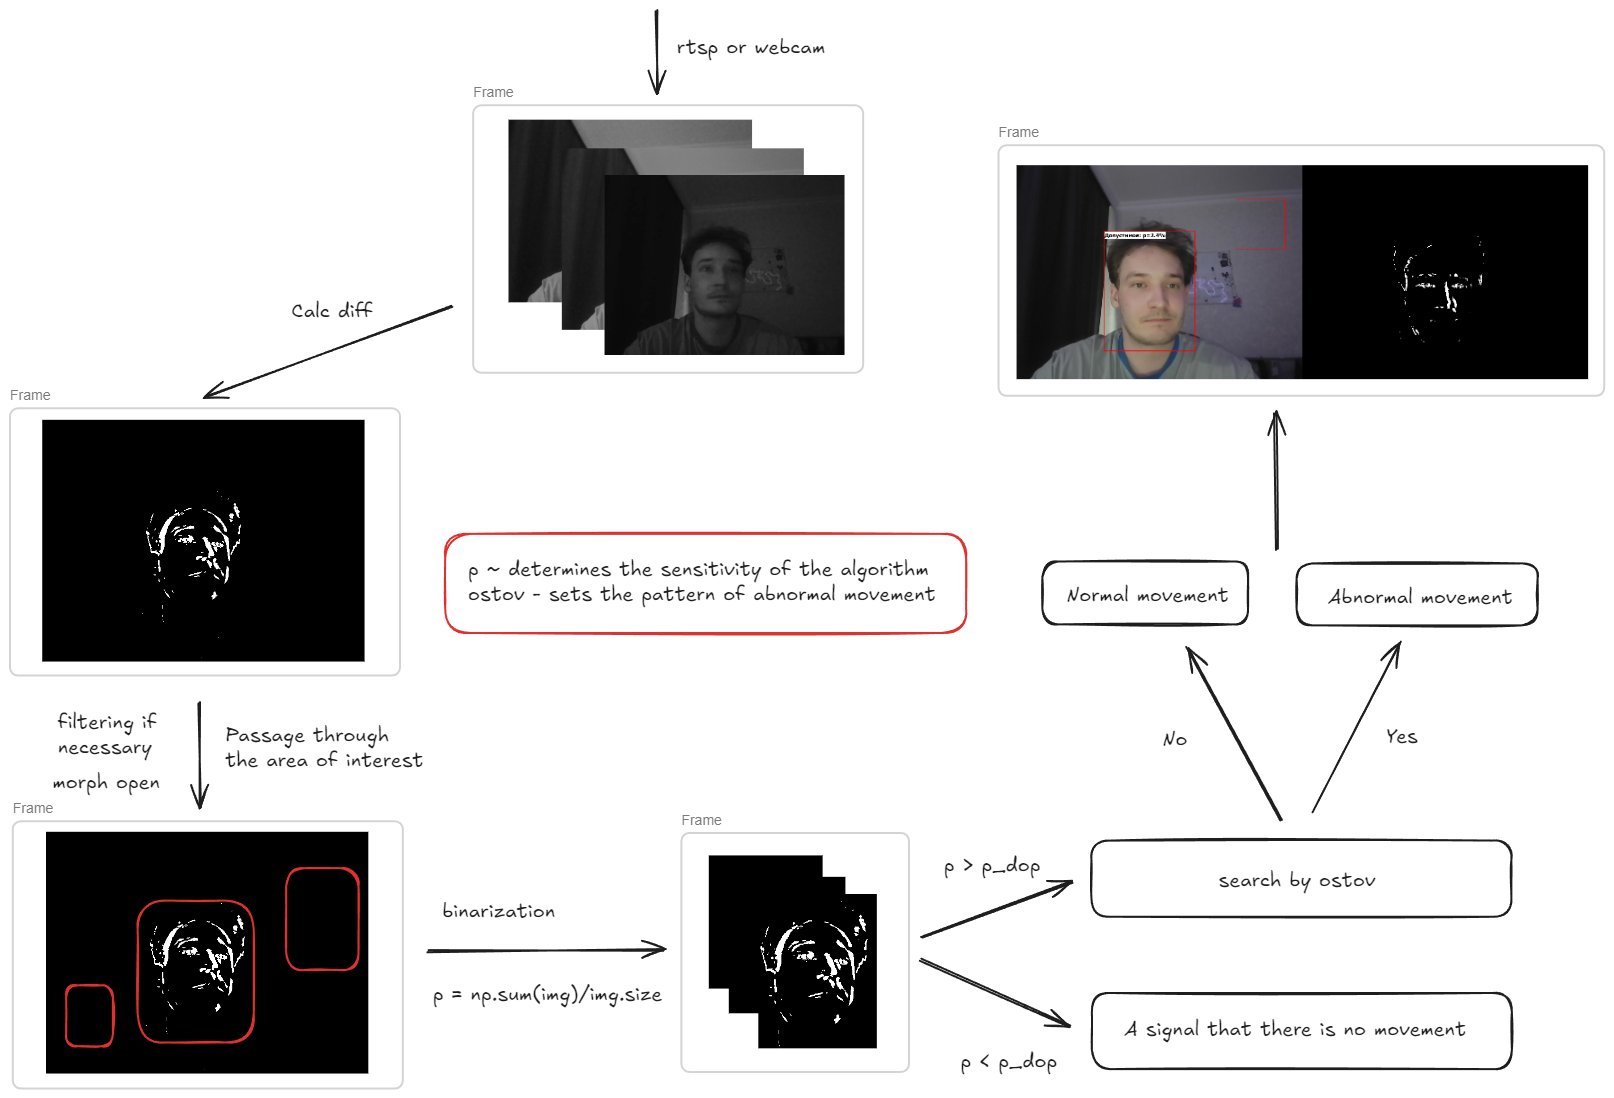 rtsp or webcam
Frame
Frame
Допустимов: p=3.4%
Calc diff
Frame
p ~ determines the sensitivity of the algorithm
ostov - sets the pattern of abnormal movement
Normal movement
Abnormal movement
filtering if
necessary
morph open
Passage through
the area of interest
No
Yes
Frame
Frame
binarization
p = np.sum(img)/img.size
p > p_dop
search by ostov
A signal that there is no movement
p < p_dop